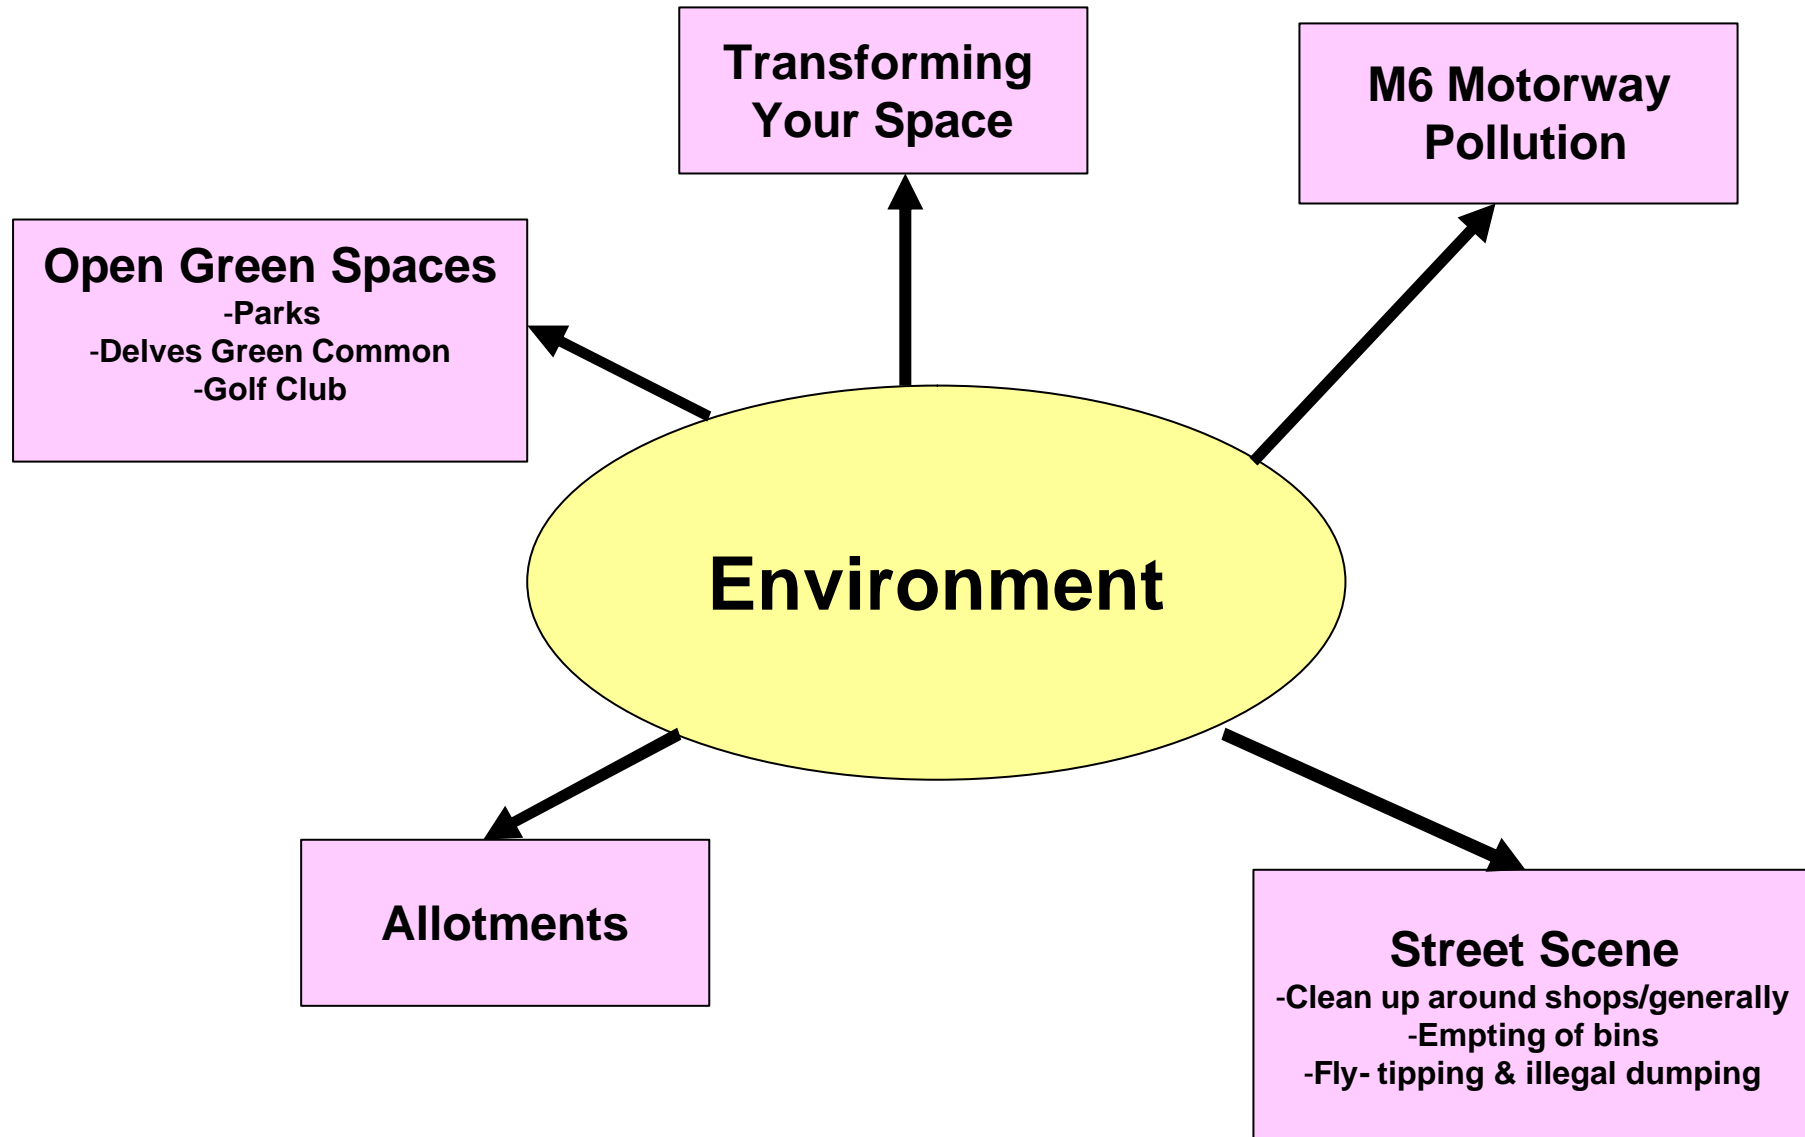 Transforming
Your Space
M6 Motorway
Pollution
Open Green Spaces
-Parks
-Delves Green Common
-Golf Club
Environment
Allotments
Street Scene
-Clean up around shops/generally
-Empting of bins
-Fly- tipping & illegal dumping